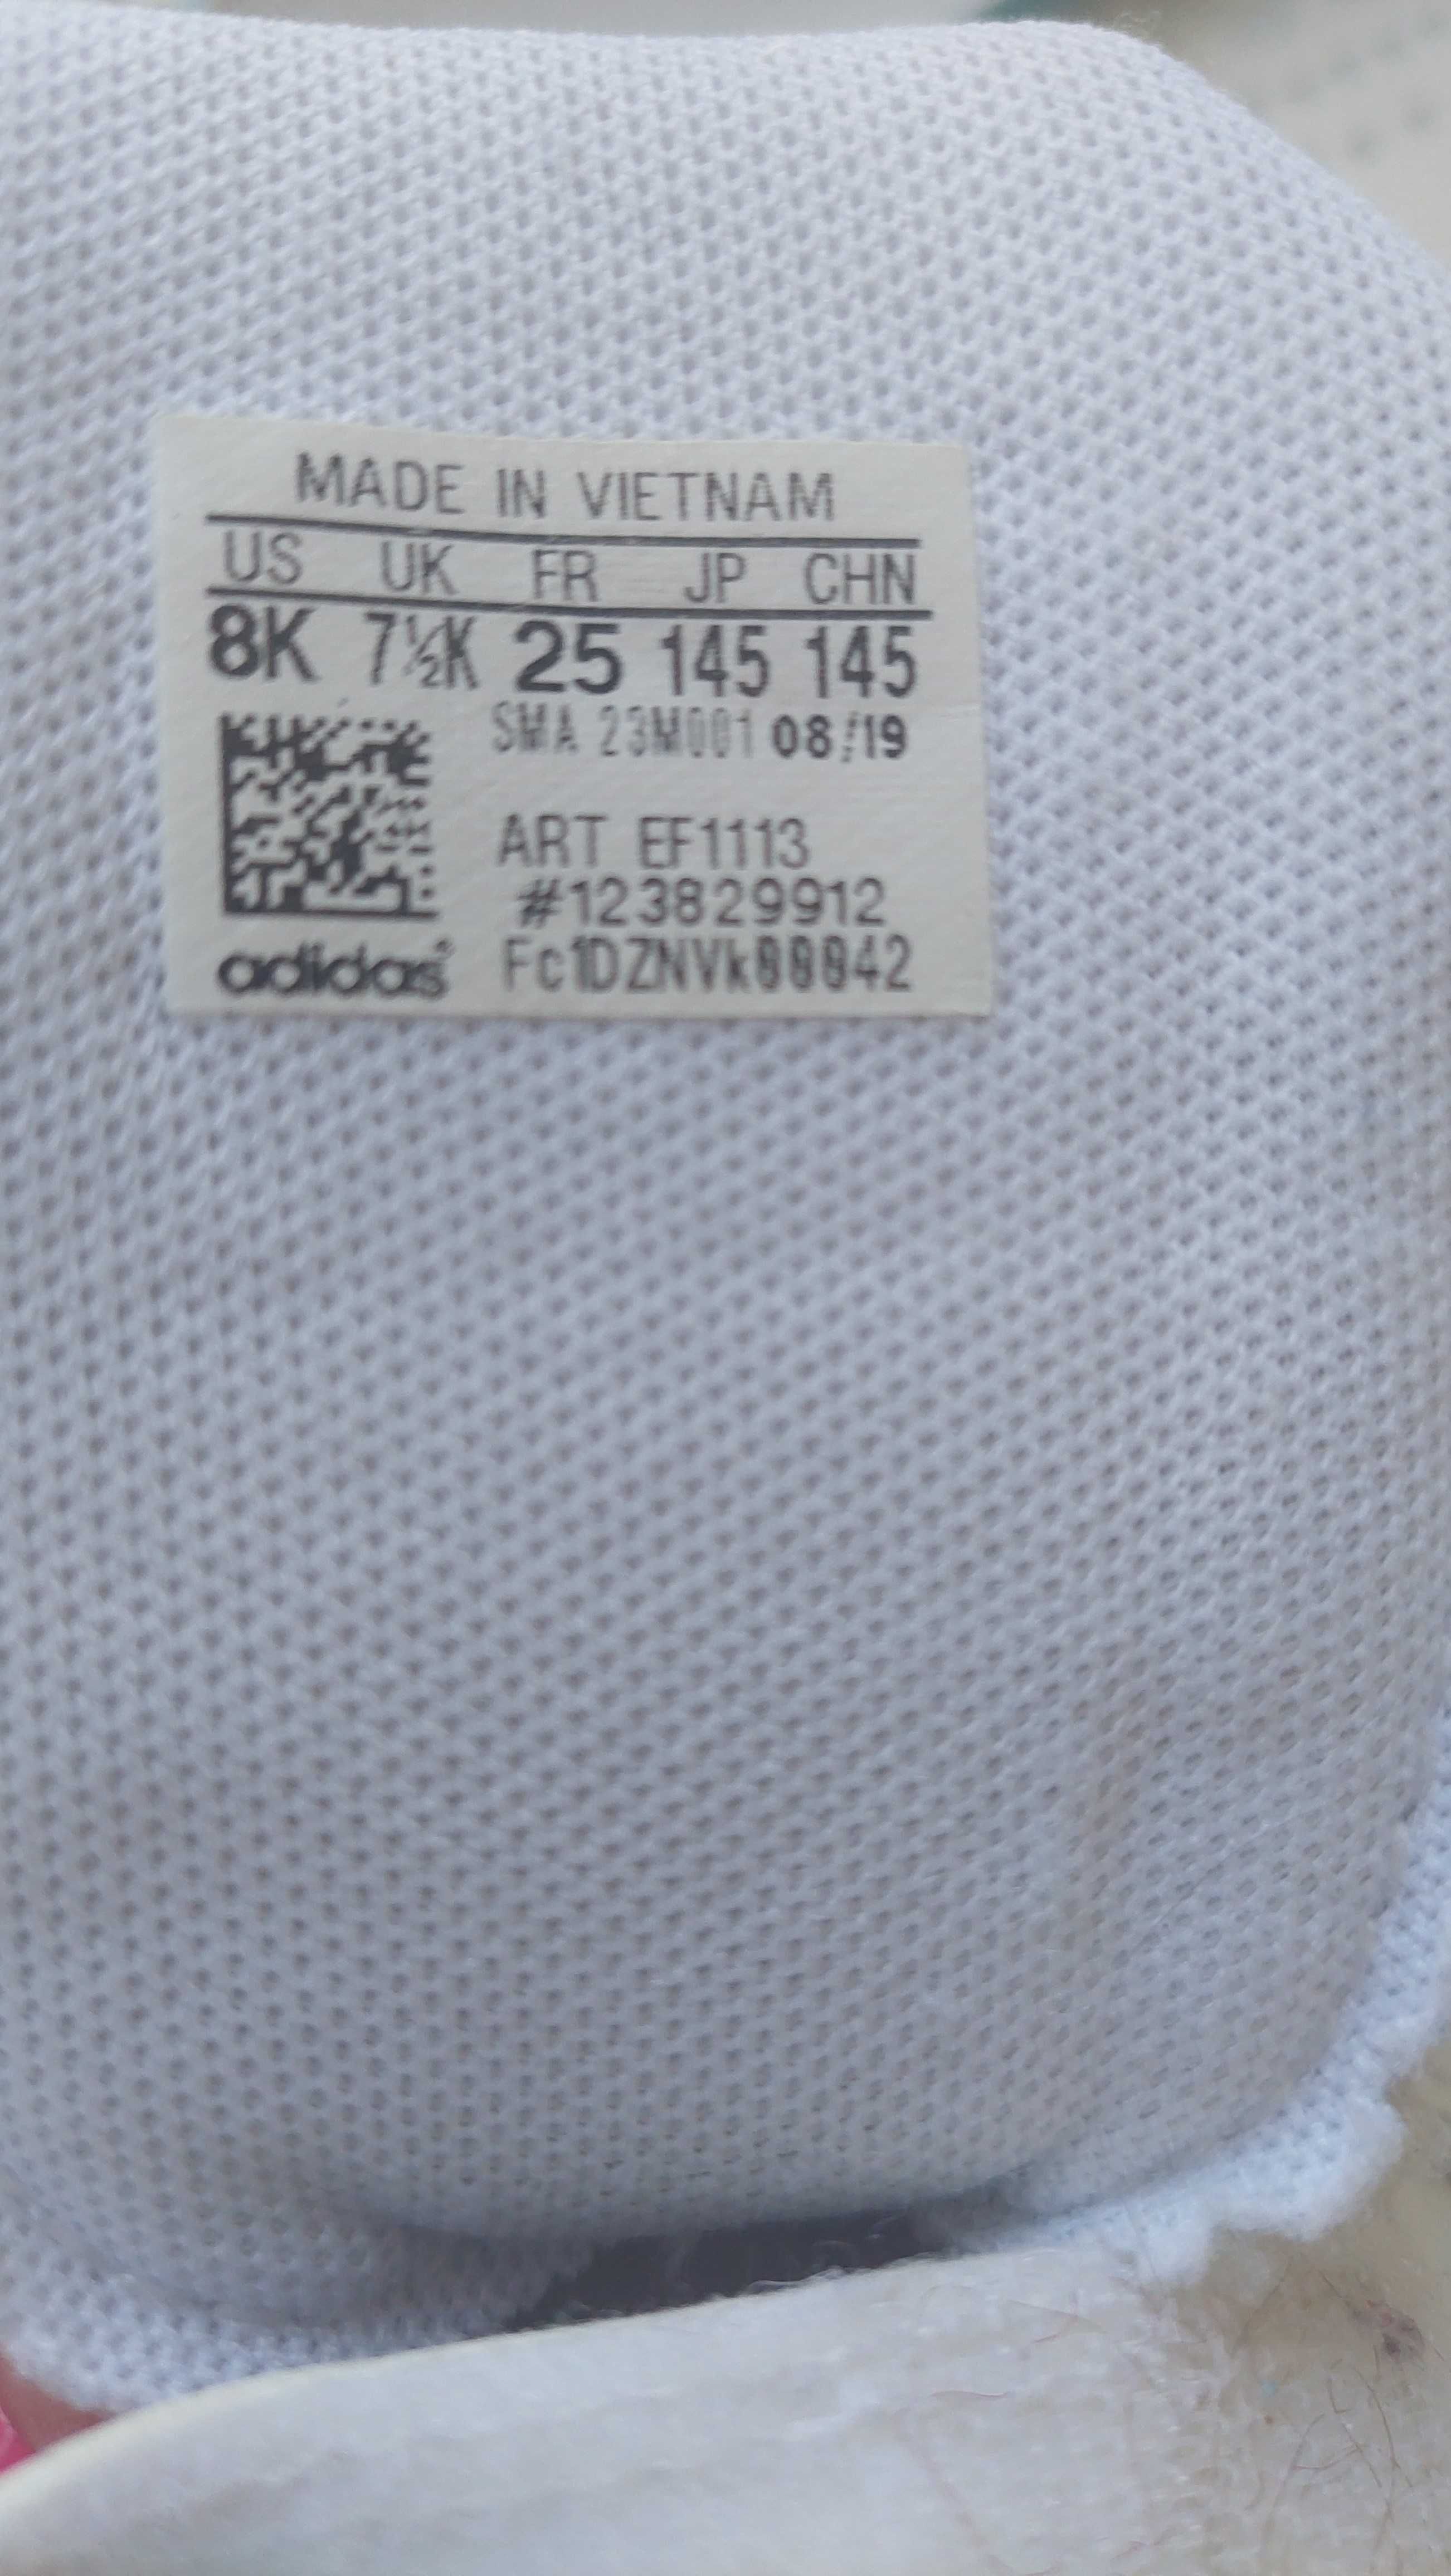 MADE IN VIETNAM
US UK FR JP CHN
8K 7½K 25 145 145
SMA 23M001 08/19
ART EF1113
#123829912
Fc1DZNVk00042
adidas